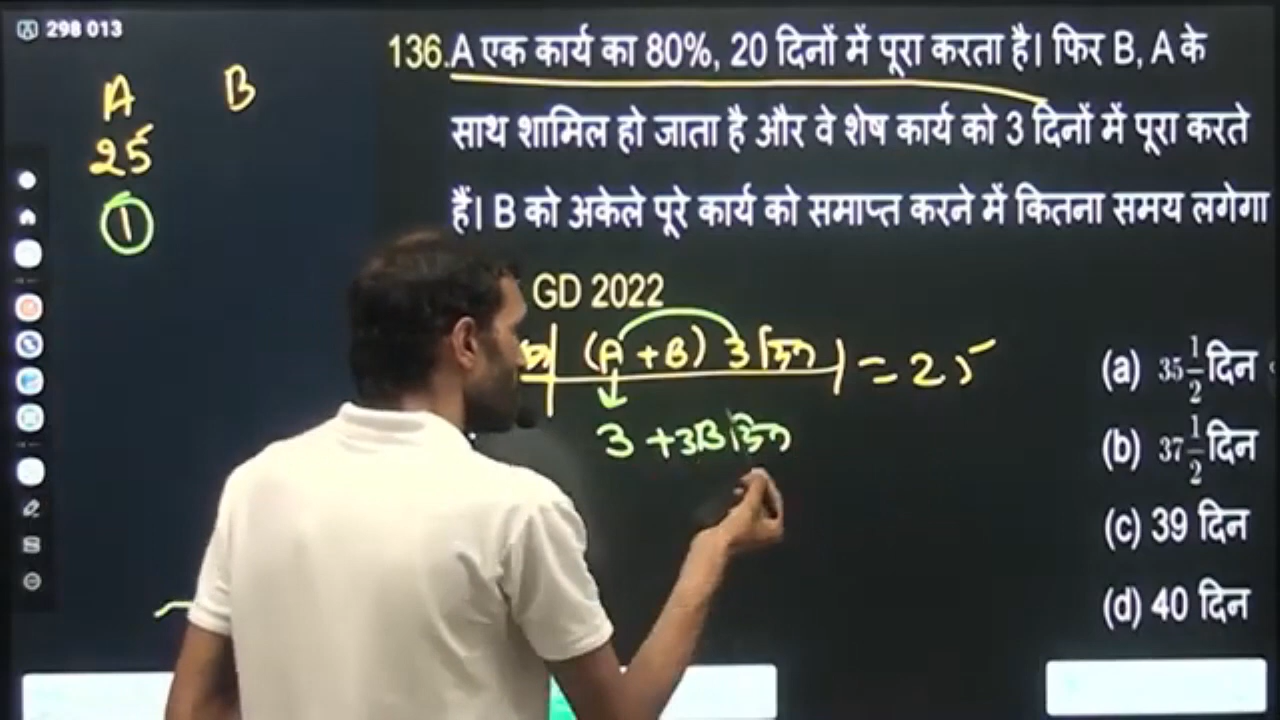 298 013
136.A एक कार्य का 80%, 20 दिनों में पूरा करता है। फिर B, A के
साथ शामिल हो जाता है और वे शेष कार्य को 3 दिनों में पूरा करते
हैं। B को अकेले पूरे कार्य को समाप्त करने में कितना समय लगेगा
A B
25
1
GD 2022
(A + B) 3 दिन = 25
3 + 3B दिन
(a) 35 1/2 दिन
(b) 37 1/2 दिन
(c) 39 दिन
(d) 40 दिन